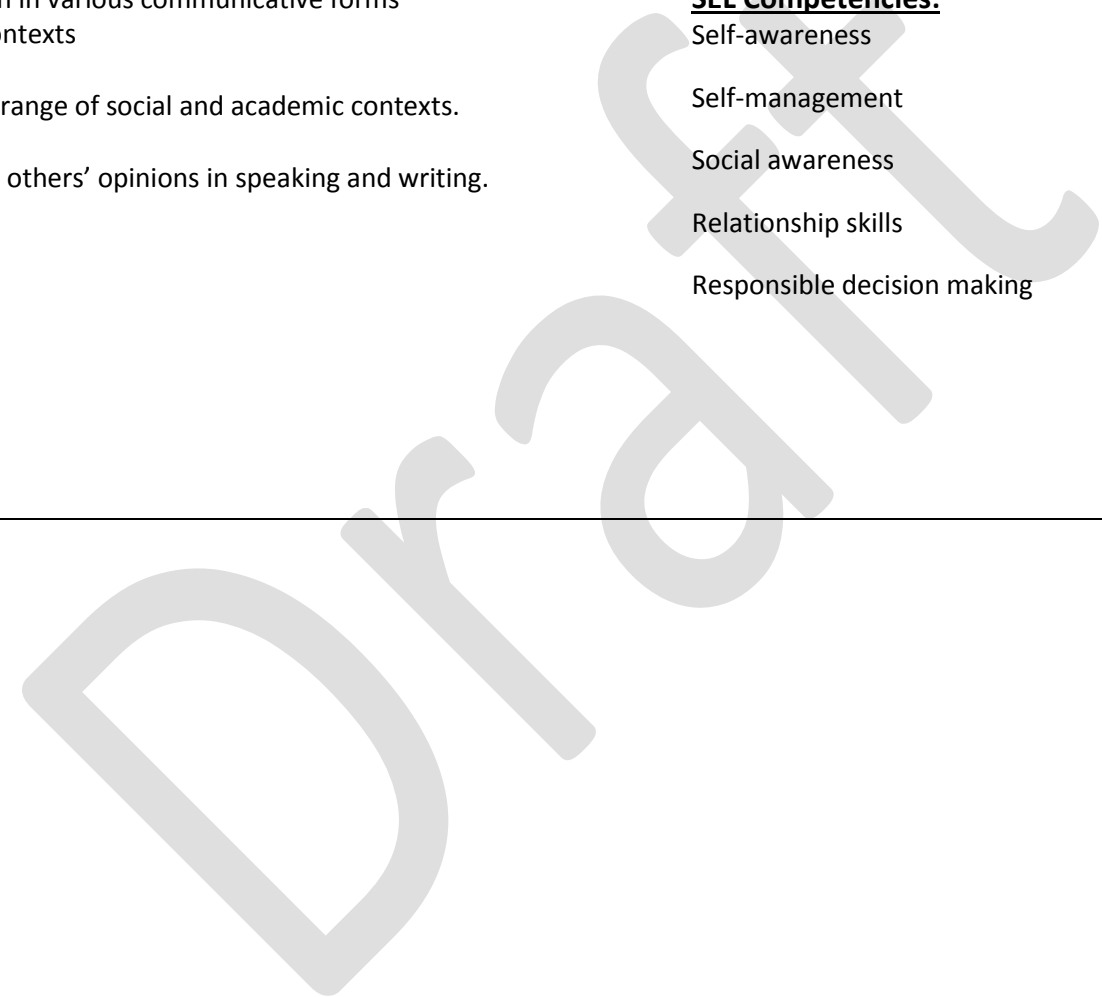 in various communicative forms
ontexts
range of social and academic contexts.
others’ opinions in speaking and writing.
SEL Competencies:
Self-awareness
Self-management
Social awareness
Relationship skills
Responsible decision making
Draft